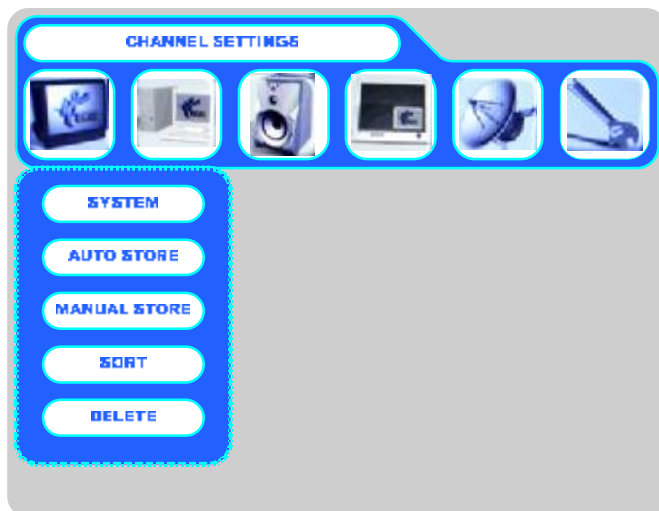 CHANNEL SETTINGS
SYSTEM
AUTO STORE
MANUAL STORE
SORT
DELETE